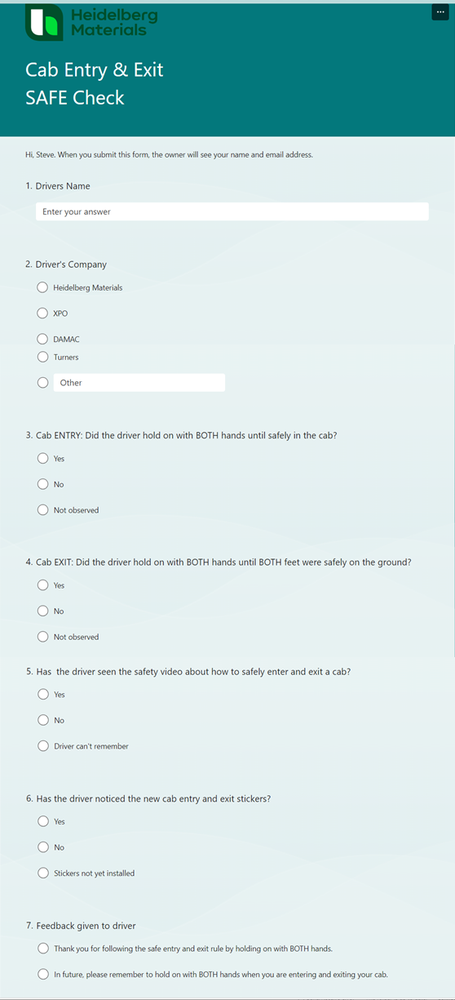 Heidelberg
Materials
Cab Entry & Exit
SAFE Check
Hi, Steve. When you submit this form, the owner will see your name and email address.
1. Drivers Name
Enter your answer
2. Driver's Company
Heidelberg Materials
XPO
DAMAC
Turners
Other
3. Cab ENTRY: Did the driver hold on with BOTH hands until safely in the cab?
Yes
No
Not observed
4. Cab EXIT: Did the driver hold on with BOTH hands until BOTH feet were safely on the ground?
Yes
No
Not observed
5. Has the driver seen the safety video about how to safely enter and exit a cab?
Yes
No
Driver can't remember
6. Has the driver noticed the new cab entry and exit stickers?
Yes
No
Stickers not yet installed
7. Feedback given to driver
Thank you for following the safe entry and exit rule by holding on with BOTH hands.
In future, please remember to hold on with BOTH hands when you are entering and exiting your cab.